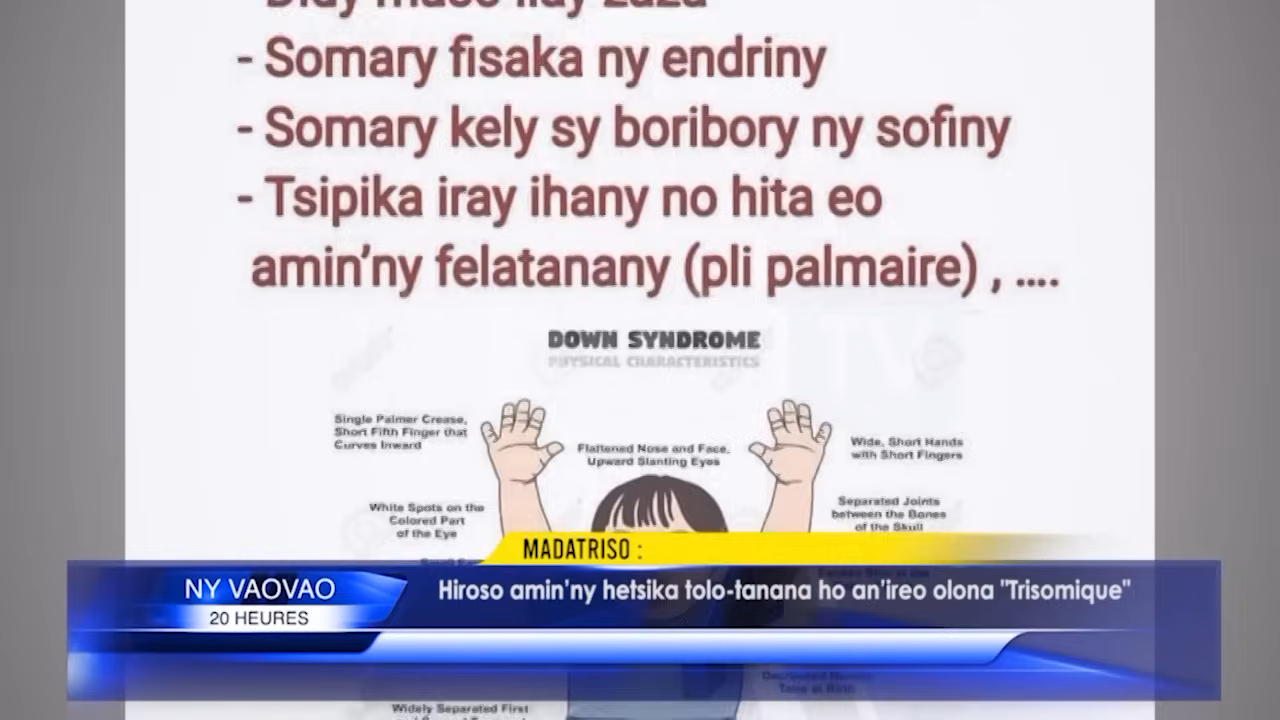 - Somary fisaka ny endriny
- Somary kely sy boribory ny sofiny
- Tsipika iray ihany no hita eo
amin'ny felatanany (pli palmaire) , ....
DOWN SYNDROME
PHYSICAL CHARACTERISTICS
Single Palmer Crease,
Short Fifth Finger that
Curves Inward
Flattened Nose and Face,
Upward Slanting Eyes
Wide, Short Hands
with Short Fingers
White Spots on the
Colored Part
of the Eye
Separated Joints
between the Bones
of the Skull
MADATRISO :
NY VAOVAO
20 HEURES
Hiroso amin'ny hetsika tolo-tanana ho an'ireo olona "Trisomique"
Widely Separated First